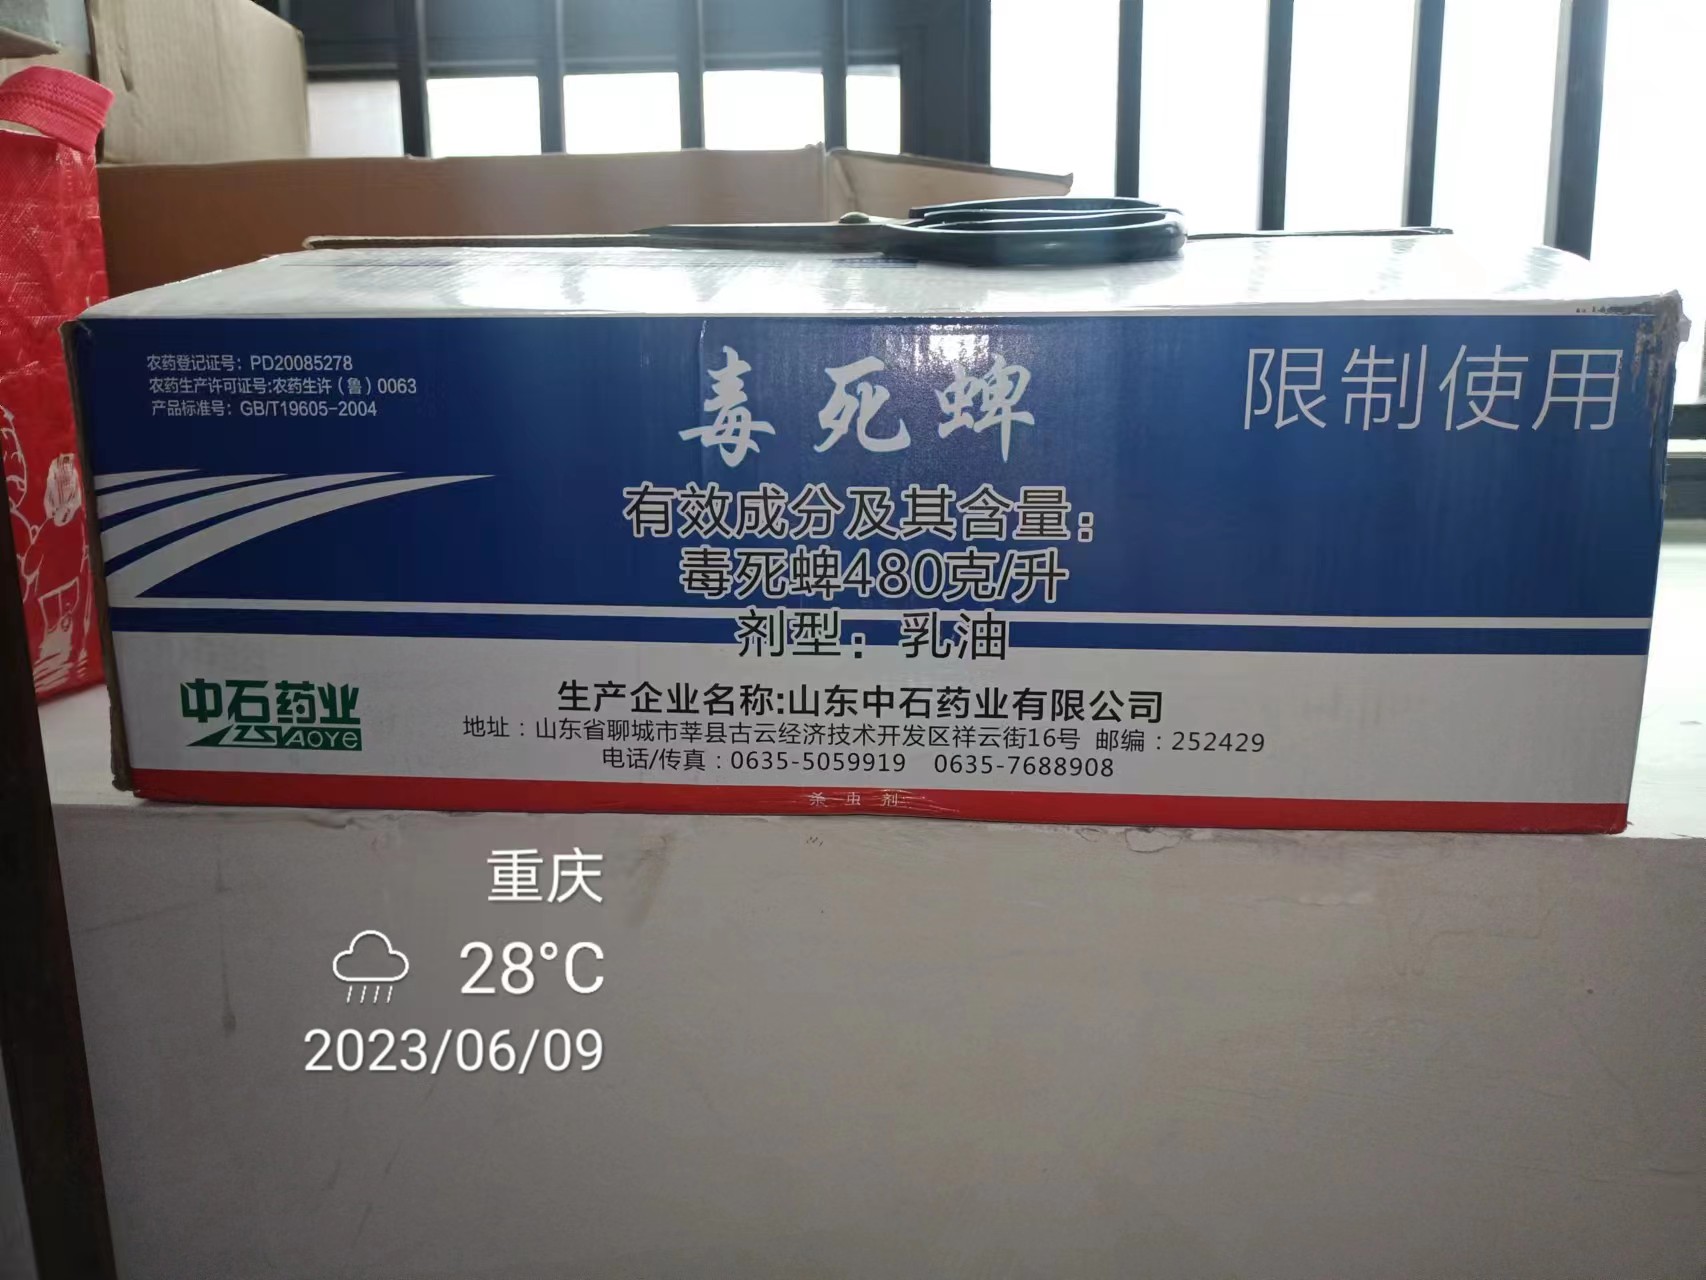 农药登记证号：PD20085278
农药生产许可证号:农药生许（鲁）0063
产品标准号：GB/T19605-2004
毒死蜱
限制使用
有效成分及其含量：
毒死蜱480克/升
剂型：乳油
中石药业
YAOYE
生产企业名称:山东中石药业有限公司
地址：山东省聊城市莘县古云经济技术开发区祥云街16号 邮编：252429
电话/传真：0635-5059919 0635-7688908
杀虫剂
重庆
28°C
2023/06/09